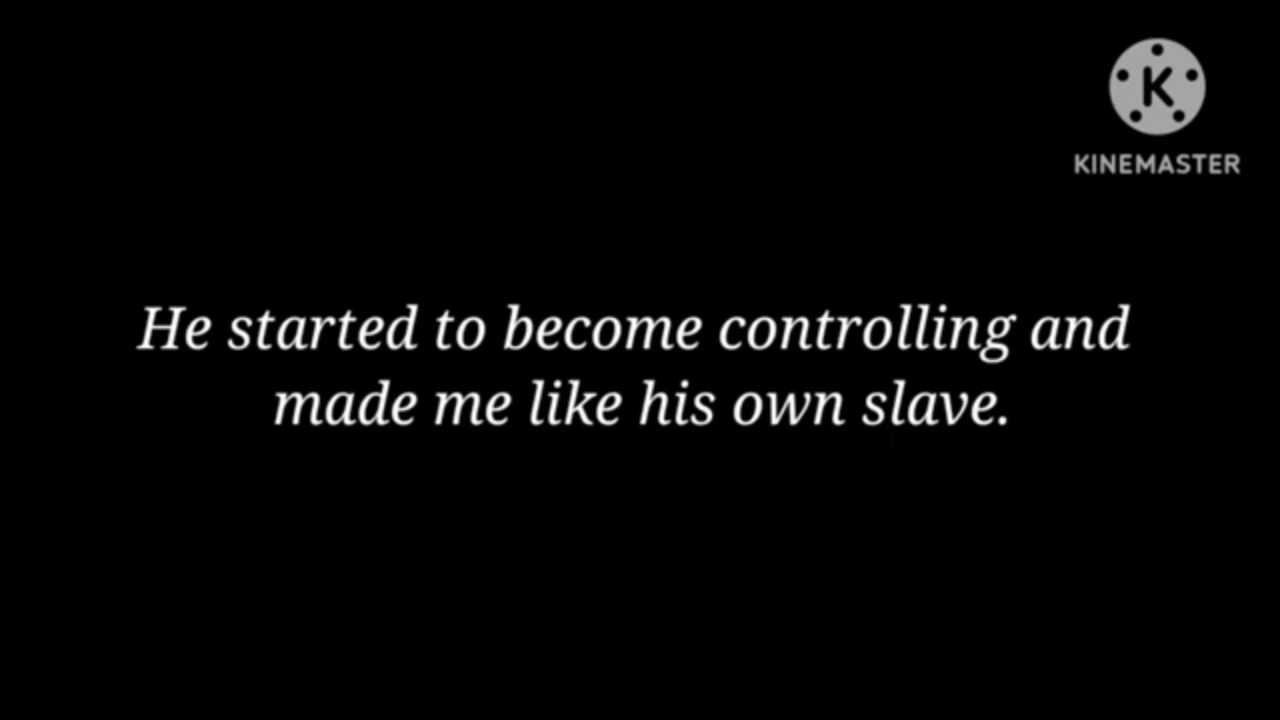 K
KINEMASTER
He started to become controlling and
made me like his own slave.